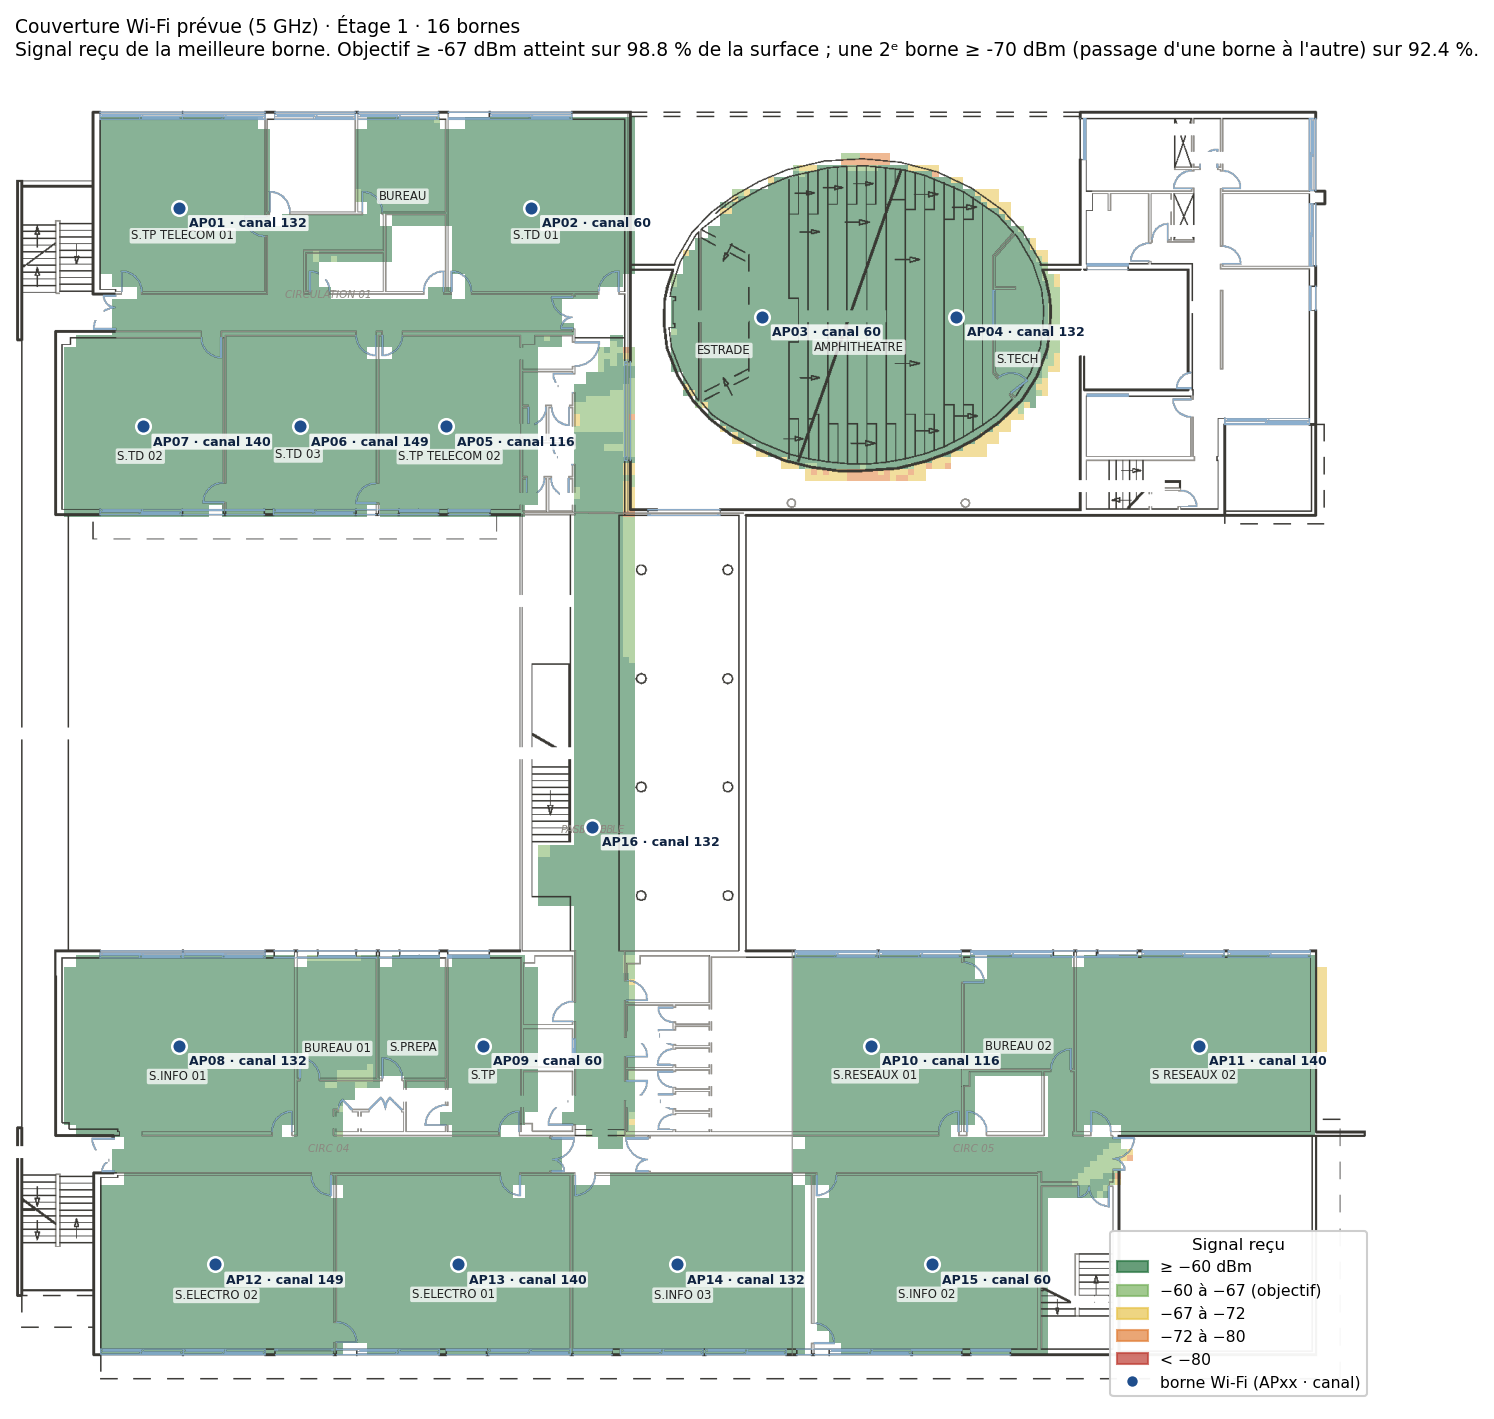 Couverture Wi-Fi prévue (5 GHz) · Étage 1 · 16 bornes
Signal reçu de la meilleure borne. Objectif ≥ -67 dBm atteint sur 98.8 % de la surface ; une 2ᵉ borne ≥ -70 dBm (passage d'une borne à l'autre) sur 92.4 %.
BUREAU
AP01 · canal 132
S.TP TELECOM 01
AP02 · canal 60
S.TD 01
CIRCULATION 01
AP03 · canal 60
AP04 · canal 132
ESTRADE
AMPHITHEATRE
S.TECH
AP07 · canal 140
S.TD 02
AP06 · canal 149
S.TD 03
AP05 · canal 116
S.TP TELECOM 02
AP16 · canal 132
AP08 · canal 132
S.INFO 01
BUREAU 01
S.PREPA
AP09 · canal 60
S.TP
AP10 · canal 116
S.RESEAUX 01
BUREAU 02
AP11 · canal 140
S RESEAUX 02
CIRC 04
CIRC 05
AP12 · canal 149
S.ELECTRO 02
AP13 · canal 140
S.ELECTRO 01
AP14 · canal 132
S.INFO 03
AP15 · canal 60
S.INFO 02
Signal reçu
≥ −60 dBm
−60 à −67 (objectif)
−67 à −72
−72 à −80
< −80
borne Wi-Fi (APxx · canal)